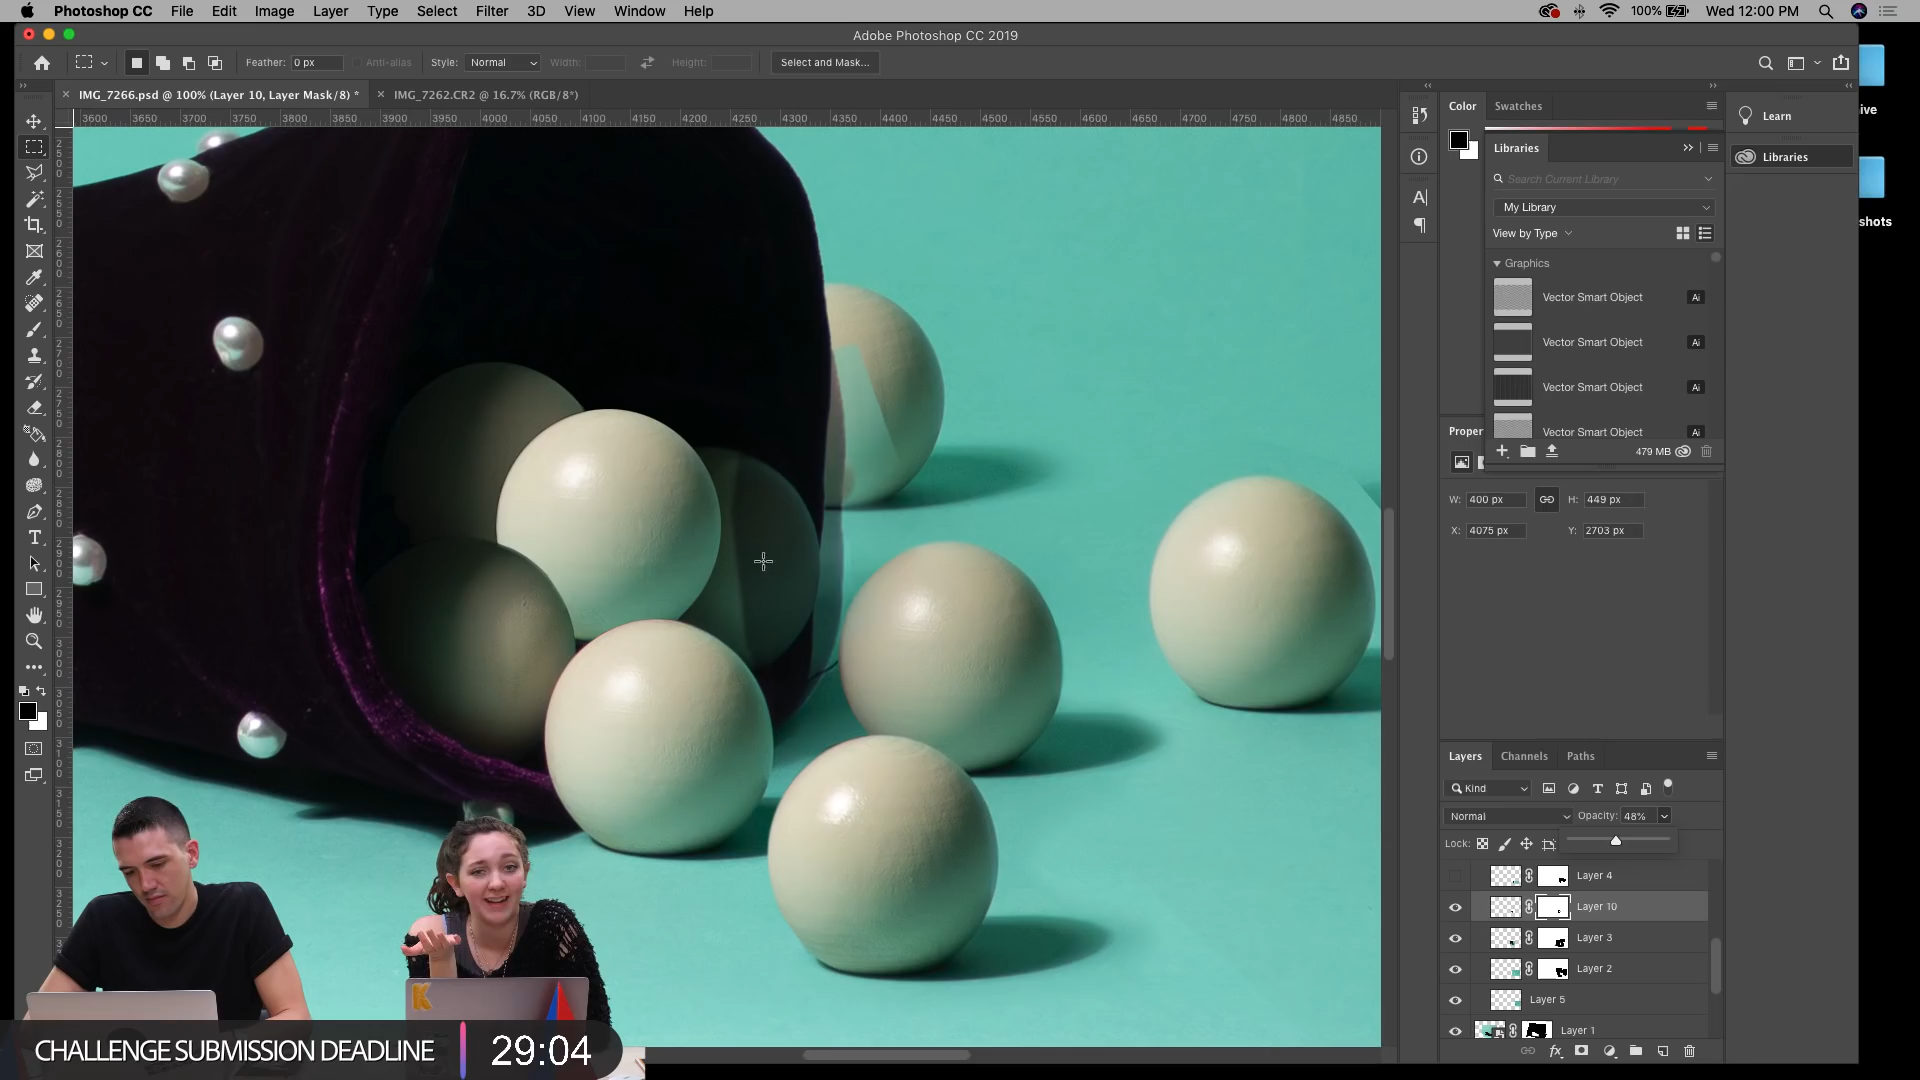 Photoshop CC File Edit Image Layer Type Select Filter 3D View Window Help 100% Wed 12:00 PM
Adobe Photoshop CC 2019
Feather: 0 px Anti-alias Style: Normal Width: Height: Select and Mask...
IMG_7266.psd @ 100% (Layer 10, Layer Mask/8) * IMG_7262.CR2 @ 16.7% (RGB/8*)
3600 3650 3700 3750 3800 3850 3900 3950 4000 4050 4100 4150 4200 4250 4300 4350 4400 4450 4500 4550 4600 4650 4700 4750 4800 4850
Color Swatches
Learn
ive
Libraries
Libraries
Search Current Library
My Library
shots
View by Type
Graphics
Vector Smart Object Ai
Vector Smart Object Ai
Vector Smart Object Ai
Vector Smart Object Ai
Proper
479 MB
W: 400 px H: 449 px
X: 4075 px Y: 2703 px
Layers Channels Paths
Kind
Normal Opacity: 48%
Lock:
Layer 4
Layer 10
Layer 3
Layer 2
Layer 5
Layer 1
K
CHALLENGE SUBMISSION DEADLINE 29:04